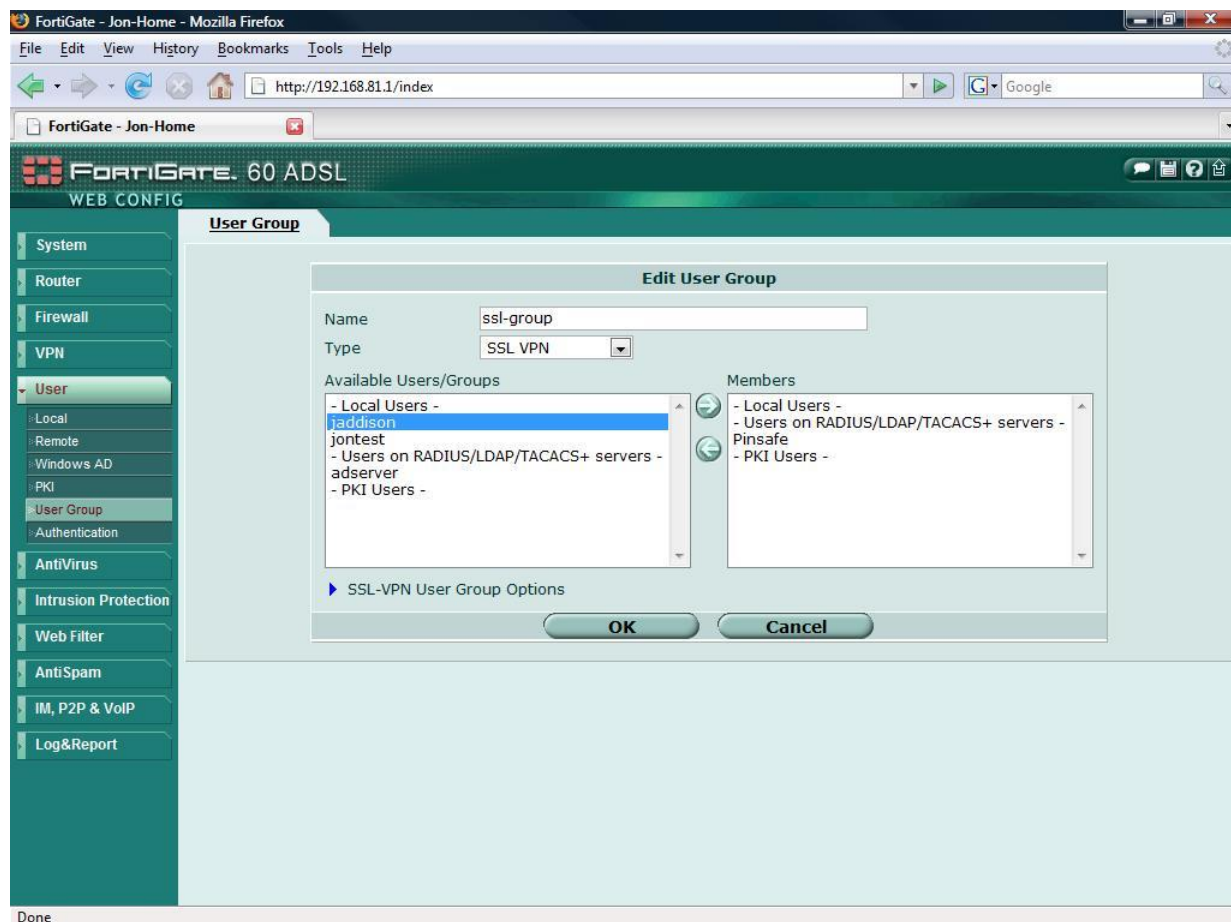 FortiGate - Jon-Home - Mozilla Firefox
File Edit View History Bookmarks Tools Help
http://192.168.81.1/index
G Google
FortiGate - Jon-Home
FORTIGATE. 60 ADSL
WEB CONFIG
User Group
System
Router
Firewall
VPN
User
Local
Remote
Windows AD
PKI
User Group
Authentication
AntiVirus
Intrusion Protection
Web Filter
AntiSpam
IM, P2P & VoIP
Log&Report
Edit User Group
Name ssl-group
Type SSL VPN
Available Users/Groups
- Local Users -
jaddison
jontest
- Users on RADIUS/LDAP/TACACS+ servers -
adserver
- PKI Users -
Members
- Local Users -
- Users on RADIUS/LDAP/TACACS+ servers -
Pinsafe
- PKI Users -
SSL-VPN User Group Options
OK Cancel
Done